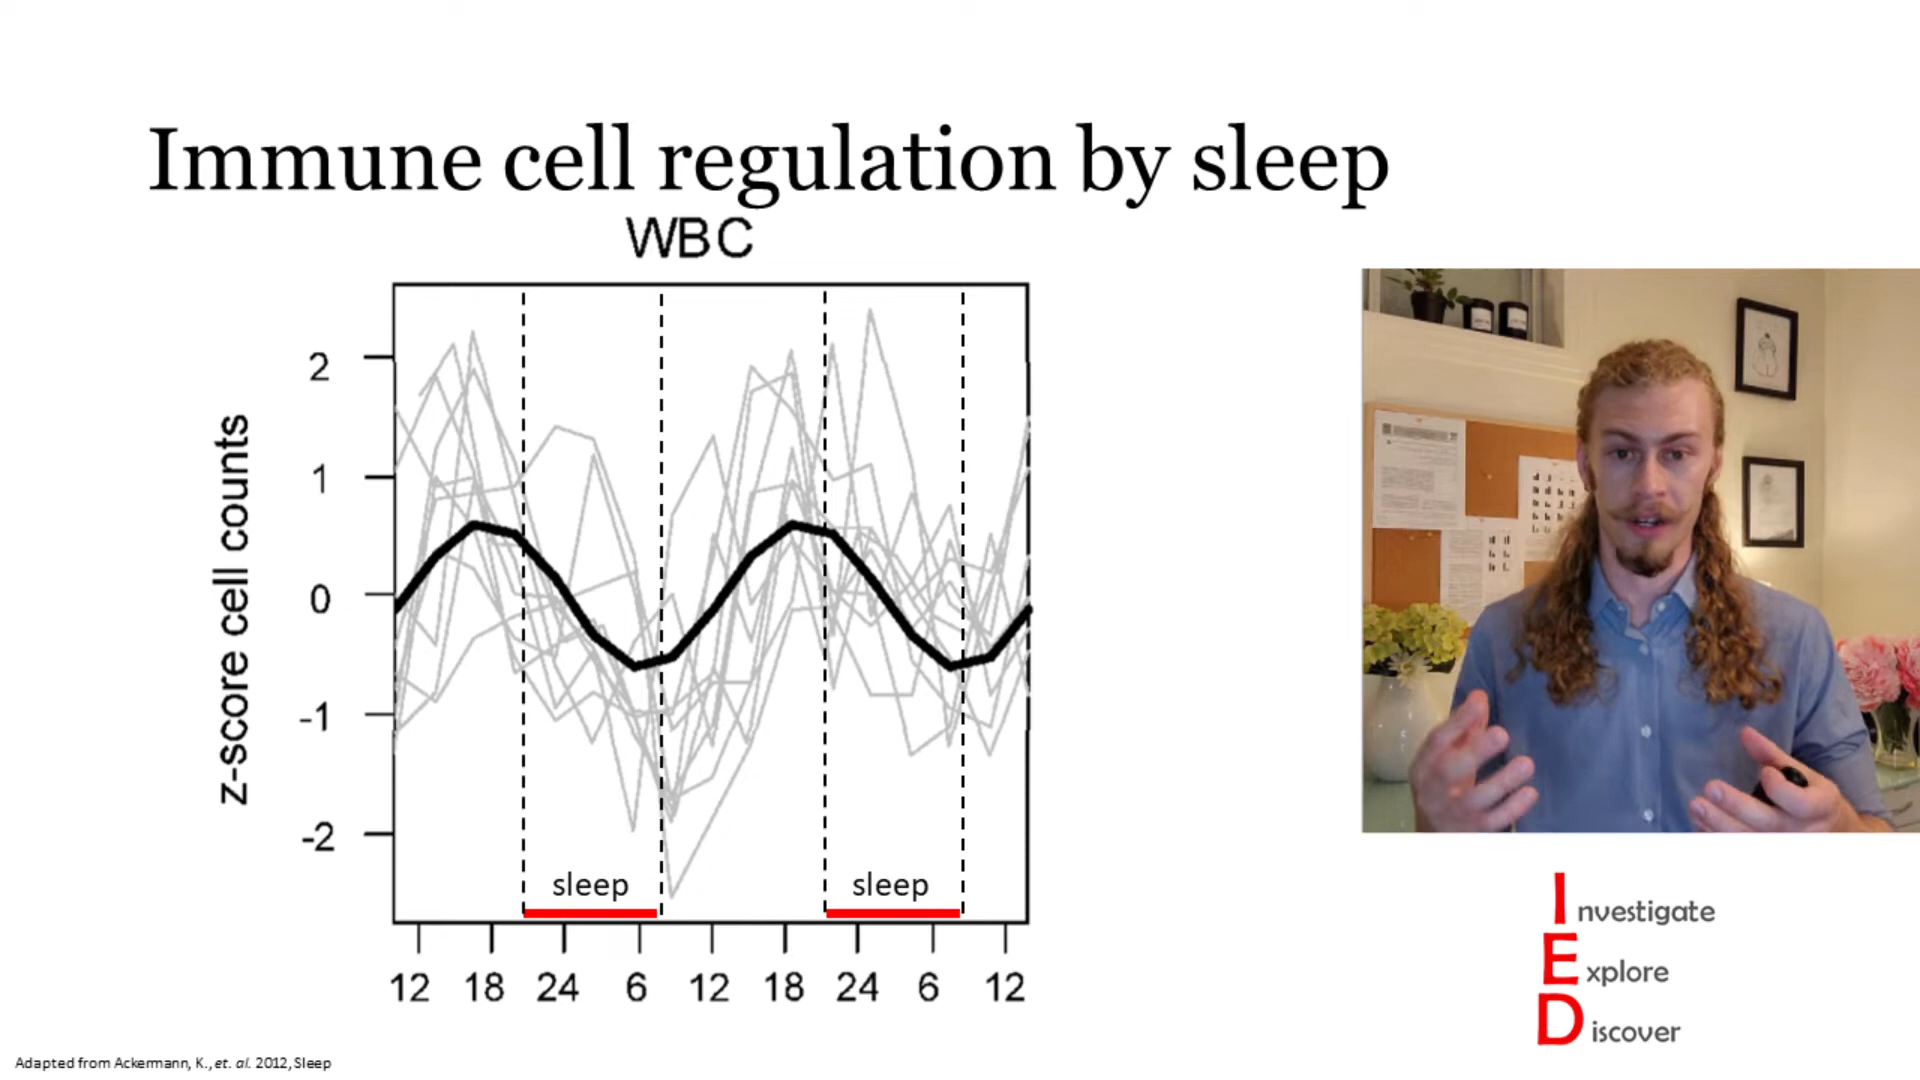 Immune cell regulation by sleep
WBC
z-score cell counts
2
1
0
-1
-2
sleep
sleep
12 18 24 6 12 18 24 6 12
Investigate
Explore
Discover
Adapted from Ackermann, K., et. al. 2012, Sleep